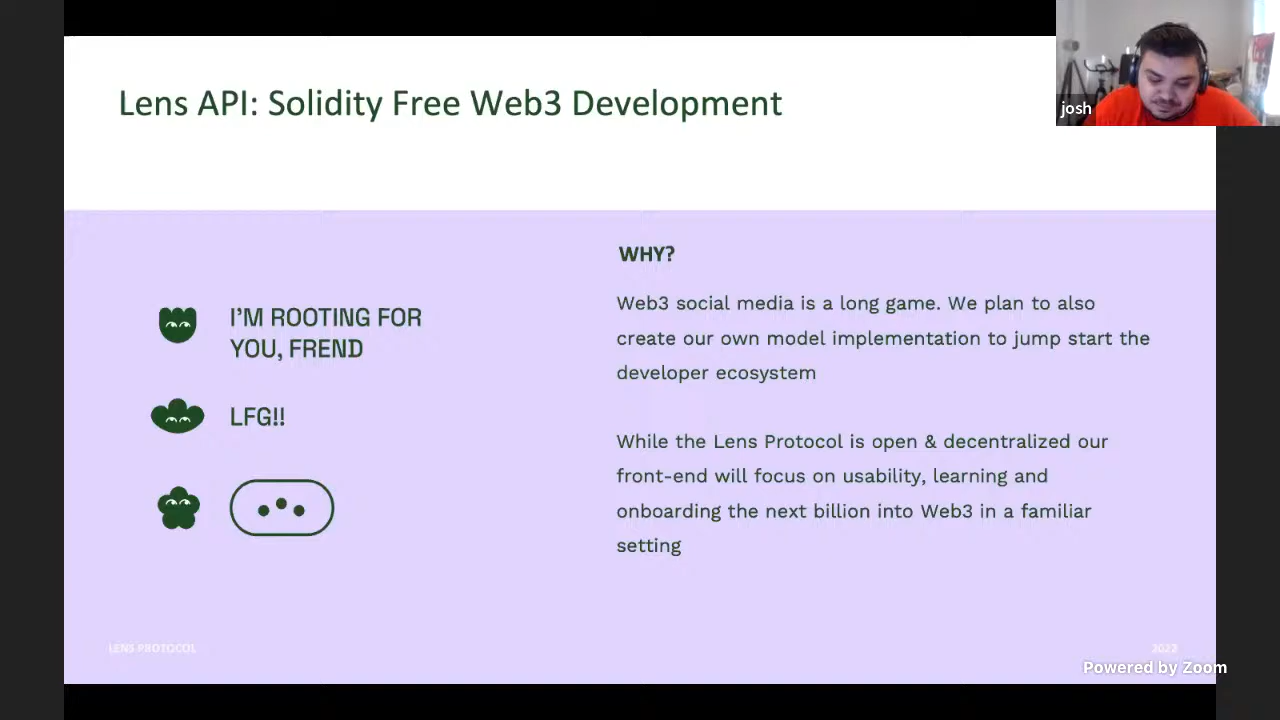 Lens API: Solidity Free Web3 Development
josh
WHY?
I'M ROOTING FOR
YOU, FREND
LFG!!
Web3 social media is a long game. We plan to also
create our own model implementation to jump start the
developer ecosystem
While the Lens Protocol is open & decentralized our
front-end will focus on usability, learning and
onboarding the next billion into Web3 in a familiar
setting
LENS PROTOCOL
2022
Powered by Zoom